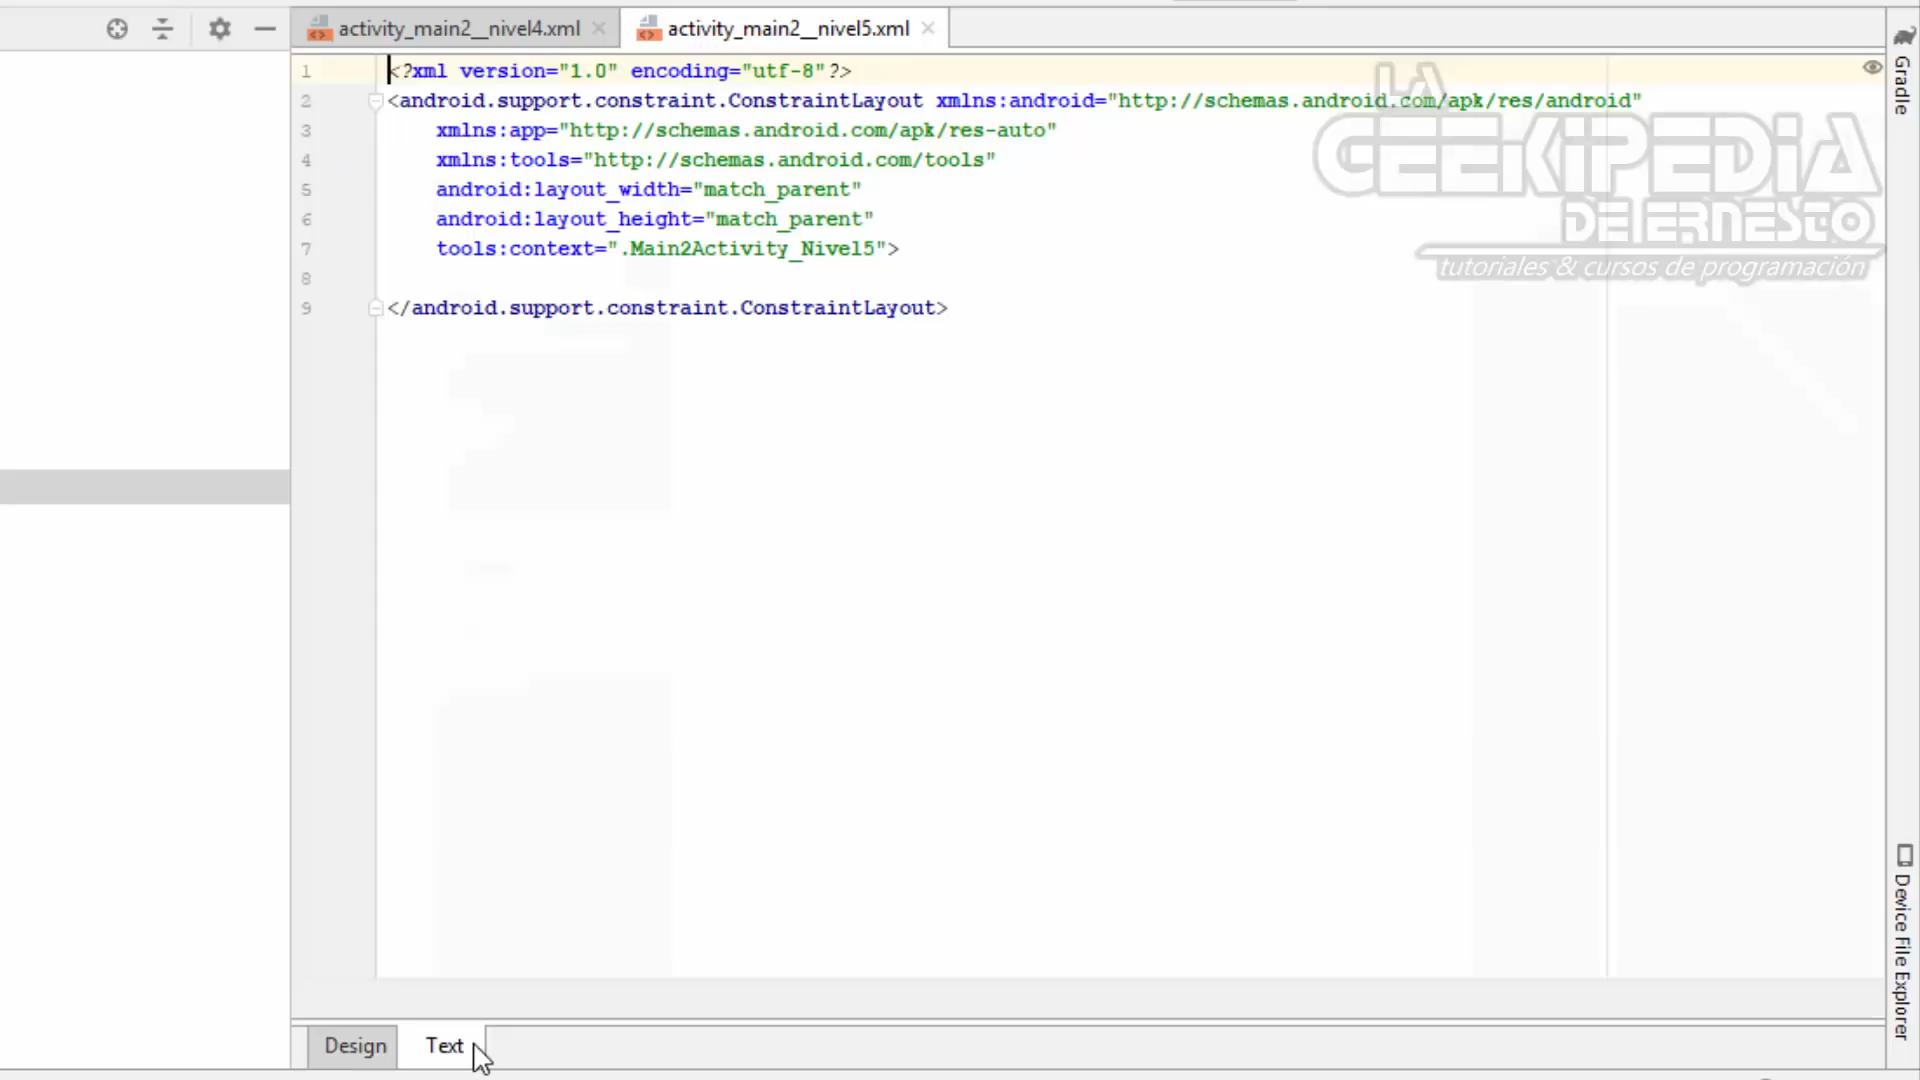 activity_main2__nivel4.xml
activity_main2__nivel5.xml
1 <?xml version="1.0" encoding="utf-8"?>
2 <android.support.constraint.ConstraintLayout xmlns:android="http://schemas.android.com/apk/res/android"
3 xmlns:app="http://schemas.android.com/apk/res-auto"
4 xmlns:tools="http://schemas.android.com/tools"
5 android:layout_width="match_parent"
6 android:layout_height="match_parent"
7 tools:context=".Main2Activity_Nivel5">
8
9 </android.support.constraint.ConstraintLayout>
LA
GEEKIPEDIA
DE ERNESTO
tutoriales & cursos de programación
Gradle
Device File Explorer
Design
Text